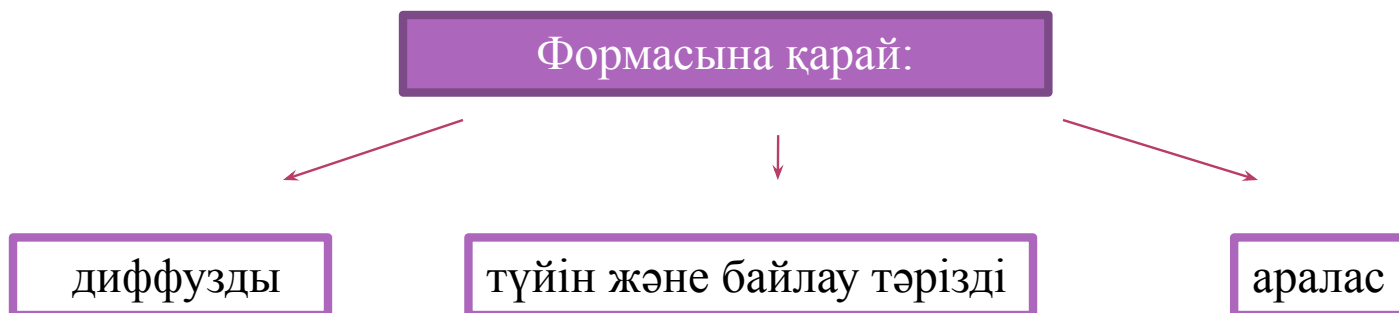 Формасына қарай:
диффузды
түйін және байлау тәрізді
аралас